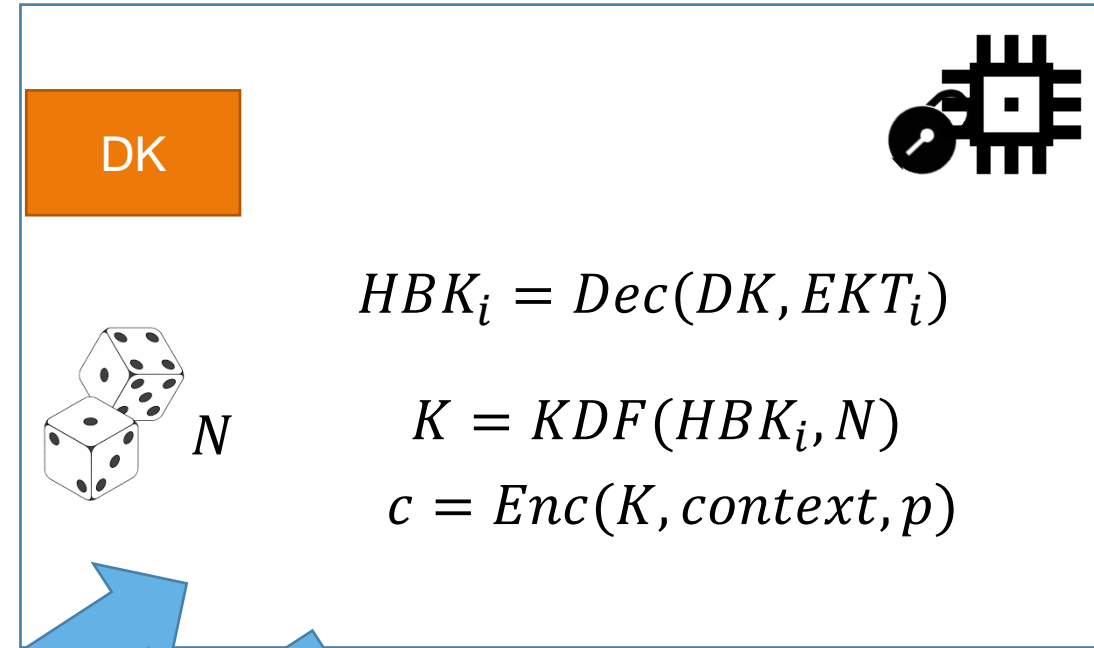 DK
HBK_i = Dec(DK, EKT_i)
N
K = KDF(HBK_i, N)
c = Enc(K, context, p)